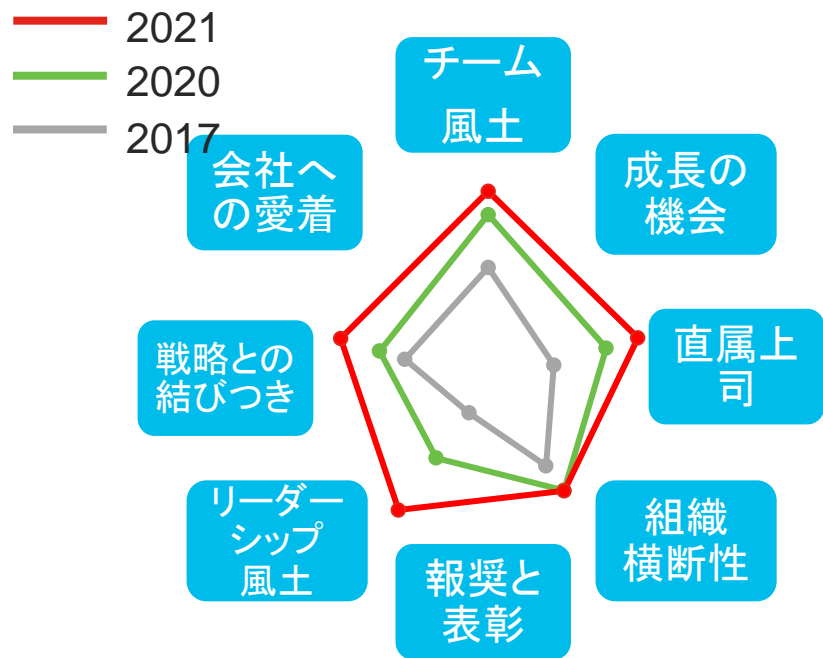 2021
2020
2017
チーム
風土
成長の
機会
直属上
司
組織
横断性
報奨と
表彰
リーダー
シップ
風土
戦略との
結びつき
会社へ
の愛着